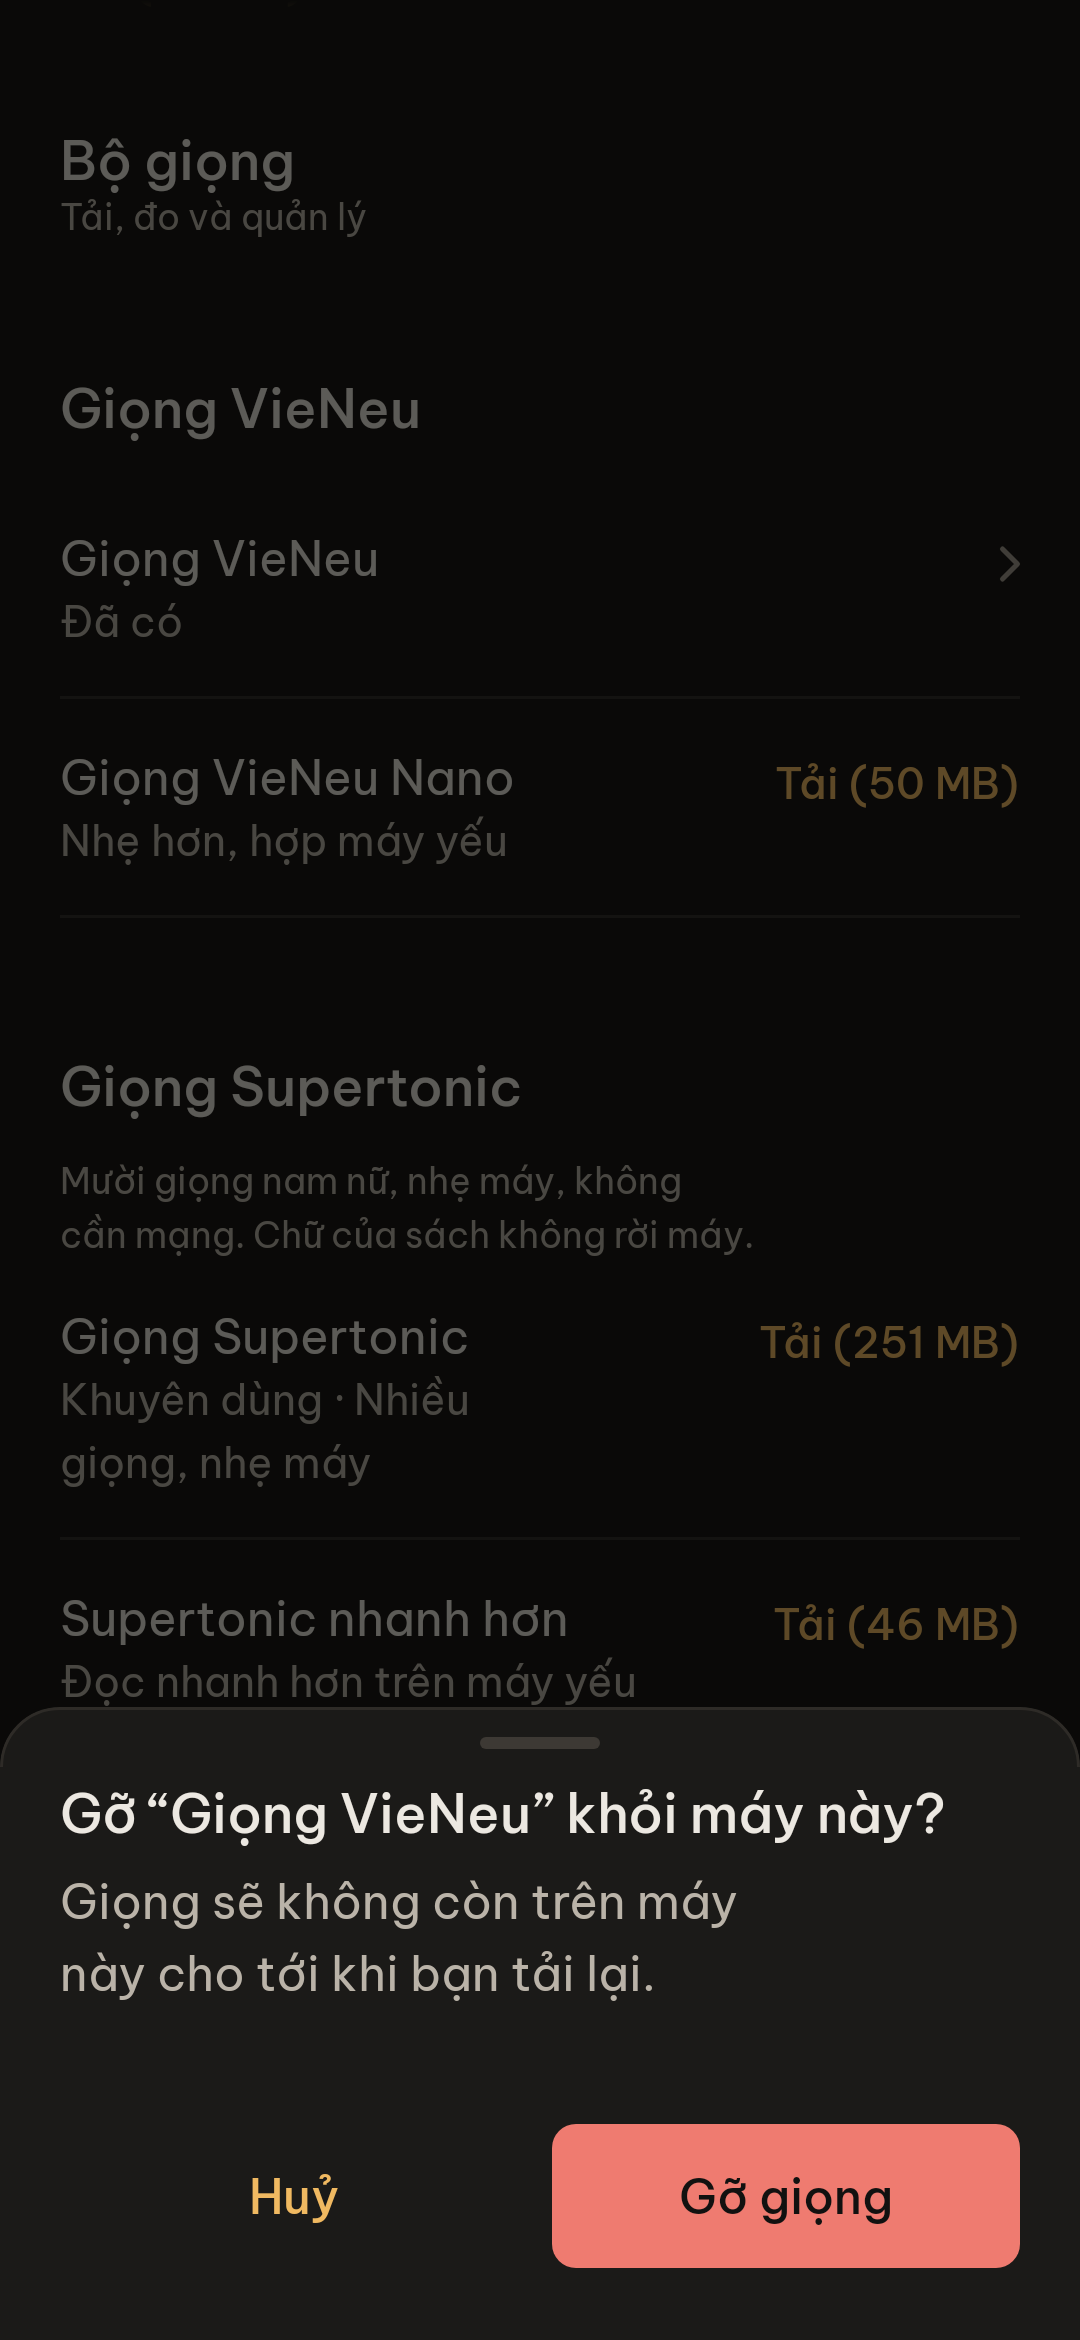 Bộ giọng
Tải, đo và quản lý
Giọng VieNeu
Giọng VieNeu
Đã có
Giọng VieNeu Nano
Tải (50 MB)
Nhẹ hơn, hợp máy yếu
Giọng Supertonic
Mười giọng nam nữ, nhẹ máy, không
cần mạng. Chữ của sách không rời máy.
Giọng Supertonic
Tải (251 MB)
Khuyên dùng · Nhiều
giọng, nhẹ máy
Supertonic nhanh hơn
Tải (46 MB)
Đọc nhanh hơn trên máy yếu
Gỡ “Giọng VieNeu” khỏi máy này?
Giọng sẽ không còn trên máy
này cho tới khi bạn tải lại.
Huỷ
Gỡ giọng